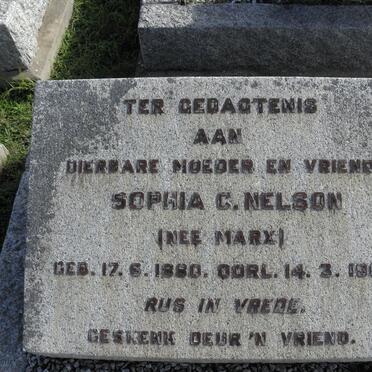 TER GEDAGTENIS
AAN
DIERBARE MOEDER EN VRIEND
SOPHIA C. NELSON
(NEE MARX)
GEB. 17. 6. 1880. OORL. 14. 3.
RUS IN VREDE.
GESKENK DEUR 'N VRIEND.